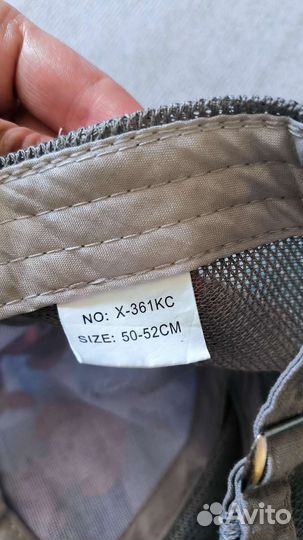 NO: X-361KC
SIZE: 50-52CM
Avito